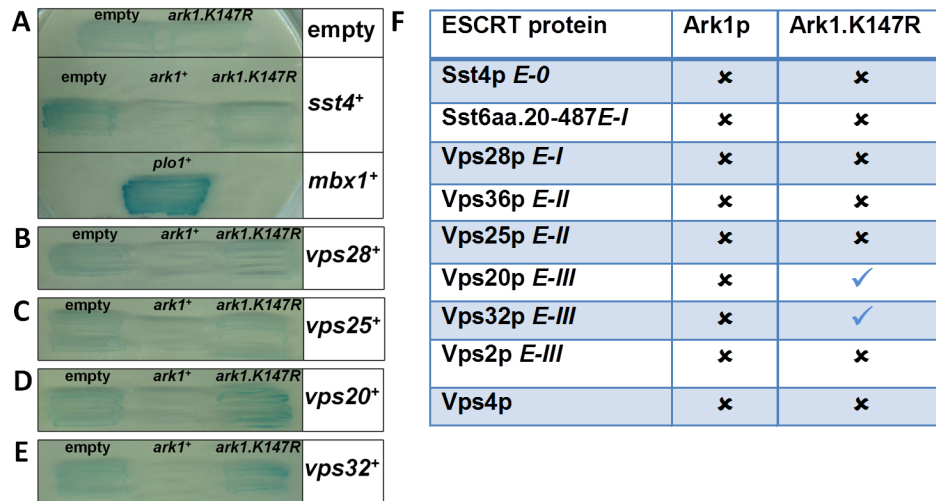 A
empty ark1.K147R
empty
empty ark1+ ark1.K147R
sst4+
plo1+
mbx1+
B
empty ark1+ ark1.K147R
vps28+
C
empty ark1+ ark1.K147R
vps25+
D
empty ark1+ ark1.K147R
vps20+
E
empty ark1+ ark1.K147R
vps32+
F
ESCRT protein Ark1p Ark1.K147R
Sst4p E-0 ✘ ✘
Sst6aa.20-487E-I ✘ ✘
Vps28p E-I ✘ ✘
Vps36p E-II ✘ ✘
Vps25p E-II ✘ ✘
Vps20p E-III ✘ ✓
Vps32p E-III ✘ ✓
Vps2p E-III ✘ ✘
Vps4p ✘ ✘